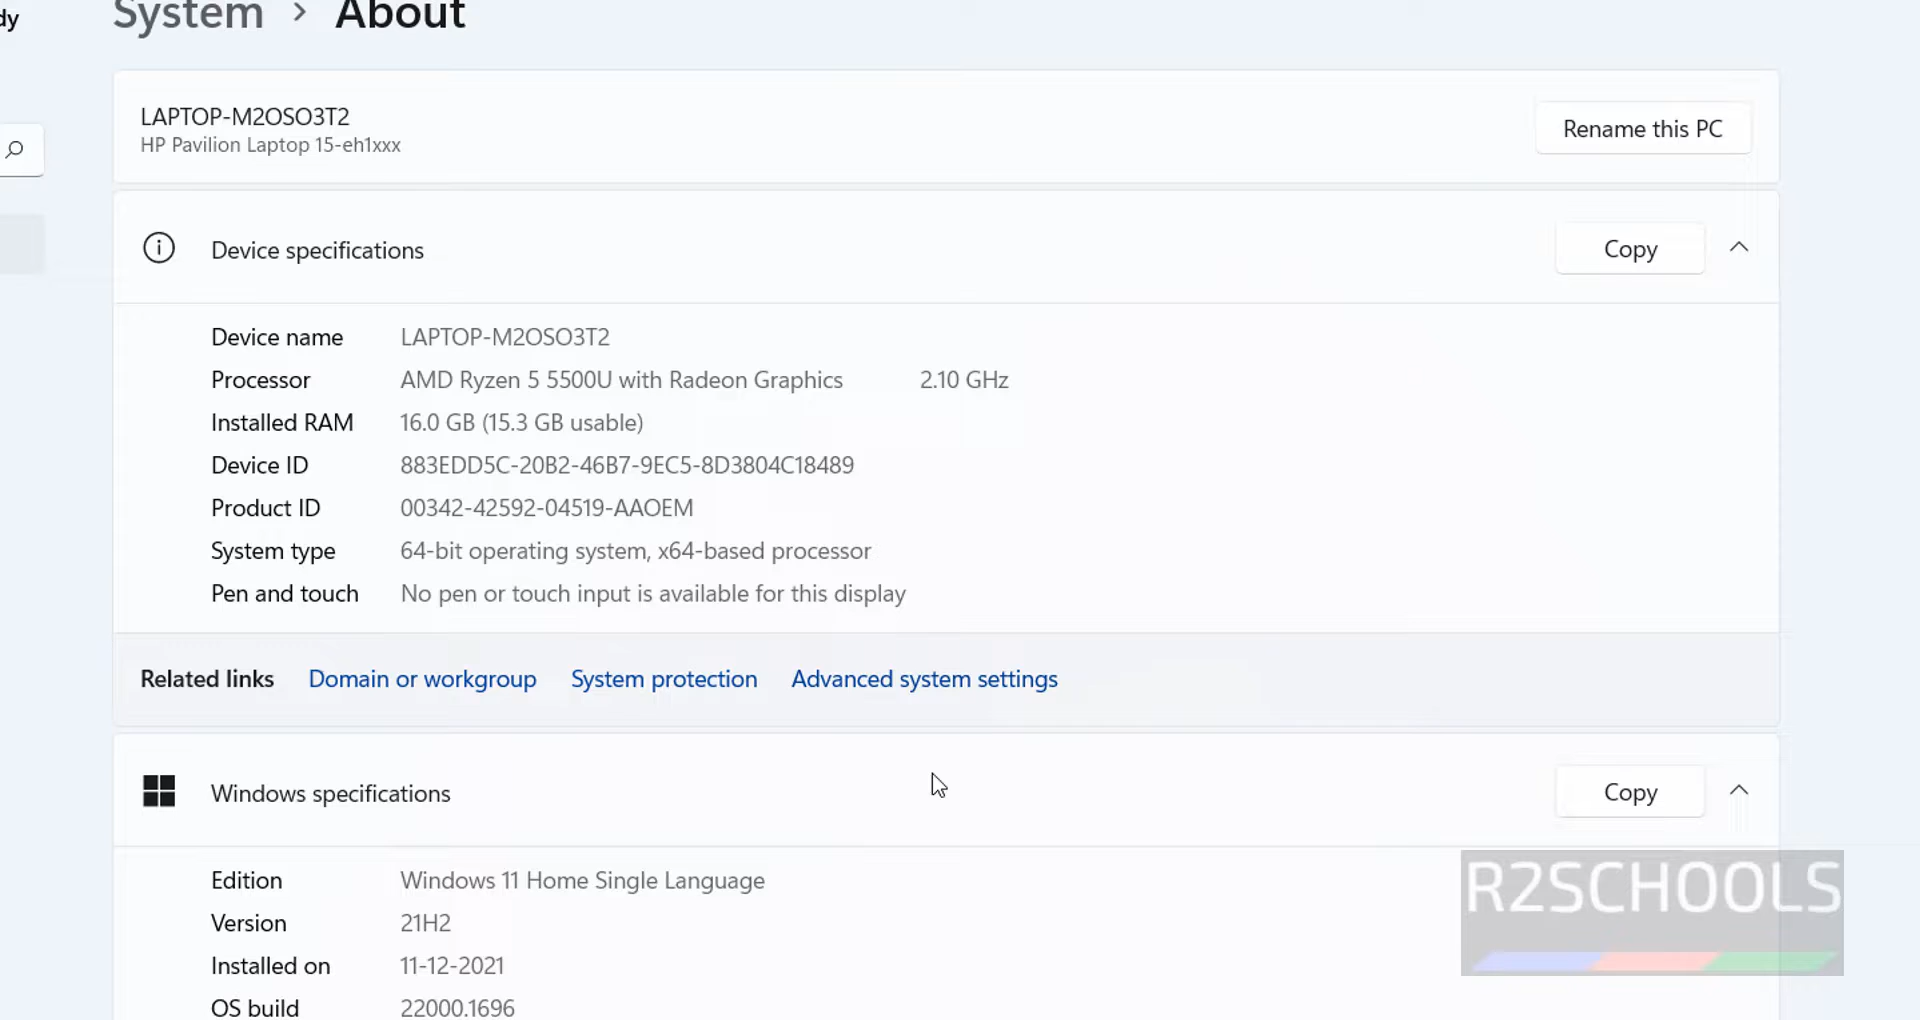 dy
System > About
LAPTOP-M2OSO3T2
HP Pavilion Laptop 15-eh1xxx
Rename this PC
Device specifications
Copy
Device name LAPTOP-M2OSO3T2
Processor AMD Ryzen 5 5500U with Radeon Graphics 2.10 GHz
Installed RAM 16.0 GB (15.3 GB usable)
Device ID 883EDD5C-20B2-46B7-9EC5-8D3804C18489
Product ID 00342-42592-04519-AAOEM
System type 64-bit operating system, x64-based processor
Pen and touch No pen or touch input is available for this display
Related links Domain or workgroup System protection Advanced system settings
Windows specifications
Copy
Edition Windows 11 Home Single Language
Version 21H2
Installed on 11-12-2021
OS build 22000.1696
R2SCHOOLS